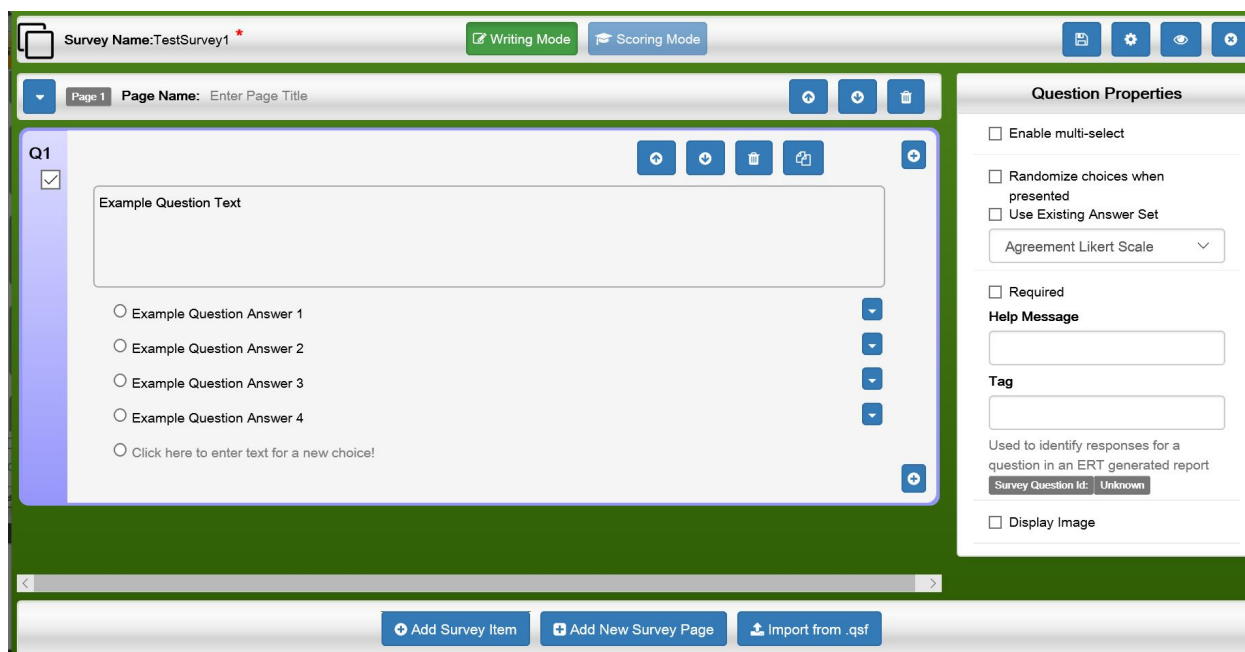 Survey Name:TestSurvey1 *
Writing Mode
Scoring Mode
Page 1 Page Name: Enter Page Title
Q1
Example Question Text
Example Question Answer 1
Example Question Answer 2
Example Question Answer 3
Example Question Answer 4
Click here to enter text for a new choice!
Question Properties
Enable multi-select
Randomize choices when
presented
Use Existing Answer Set
Agreement Likert Scale
Required
Help Message
Tag
Used to identify responses for a
question in an ERT generated report
Survey Question Id: Unknown
Display Image
Add Survey Item
Add New Survey Page
Import from .qsf